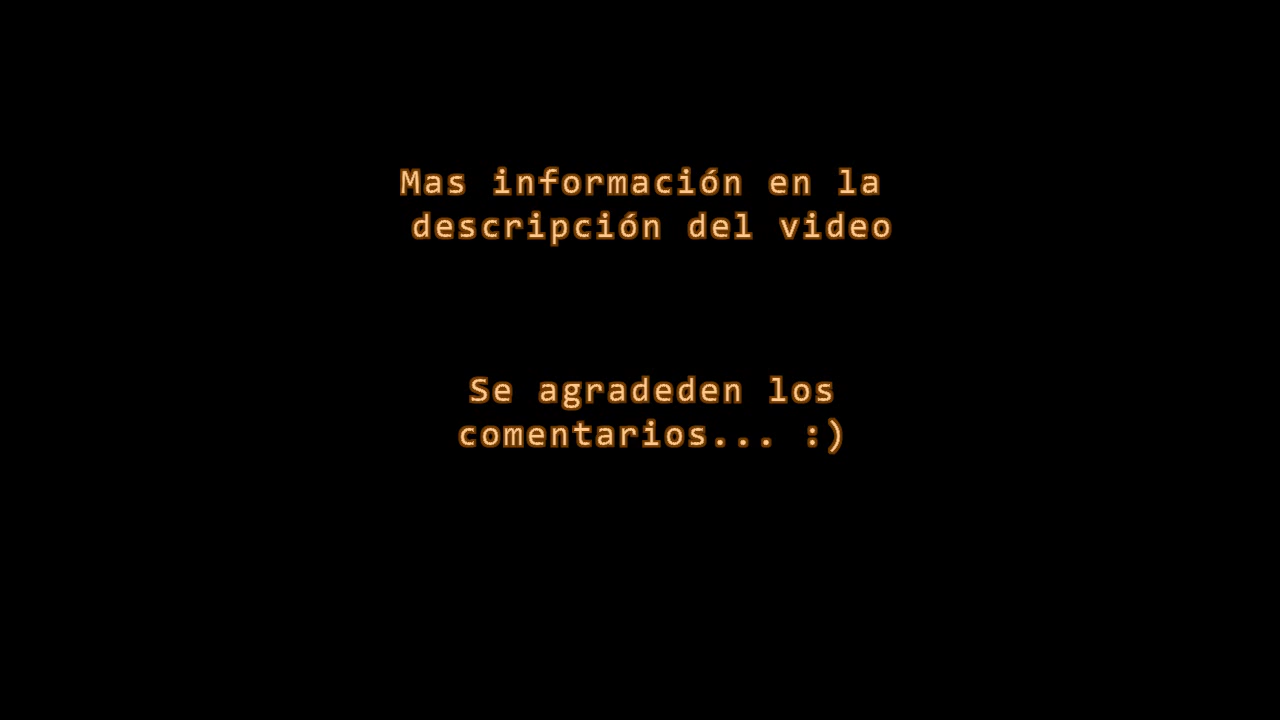 Mas información en la
descripción del video
Se agradeden los
comentarios... :)